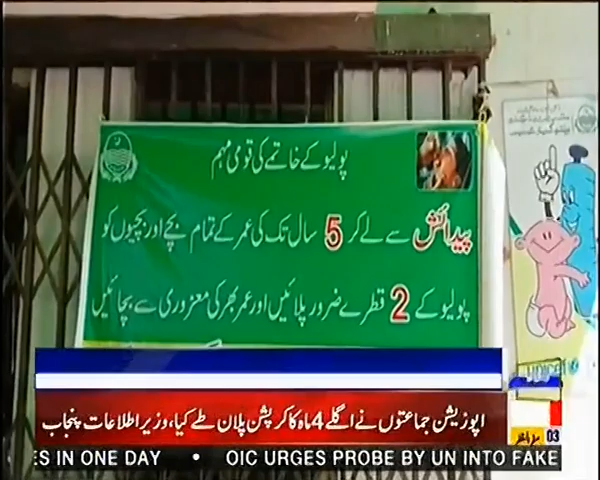 پولیو کے خاتمے کی قومی مہم
پیدائش سے لے کر 5 سال تک کی عمر کے تمام بچے اور بچیوں کو
پولیو کے 2 قطرے ضرور پلائیں اور عمر بھر کی معزوری سے بچائیں
اپوزیشن جماعتوں نے اگلے 4 ماہ کا کرپشن پلان طے کیا، وزیر اطلاعات پنجاب
03
ES IN ONE DAY • OIC URGES PROBE BY UN INTO FAKE